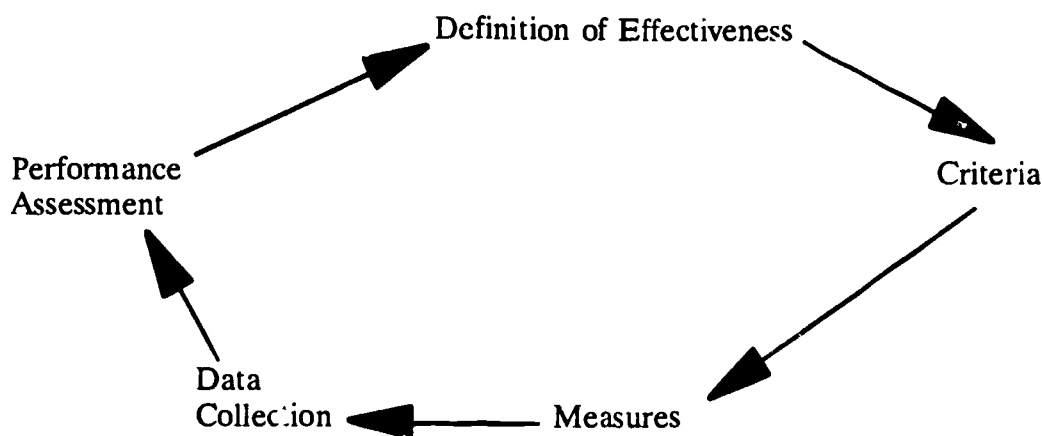 Definition of Effectiveness
Criteria
Measures
Data
Collection
Performance
Assessment